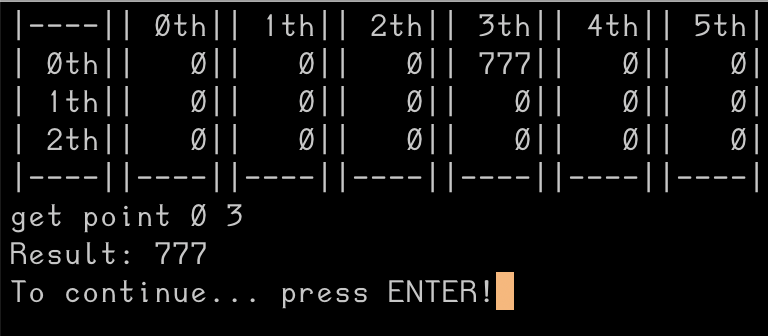 |----|| 0th|| 1th|| 2th|| 3th|| 4th|| 5th|
| 0th||   0||   0||   0|| 777||   0||   0|
| 1th||   0||   0||   0||   0||   0||   0|
| 2th||   0||   0||   0||   0||   0||   0|
|----||----||----||----||----||----||----|
get point 0 3
Result: 777
To continue... press ENTER!